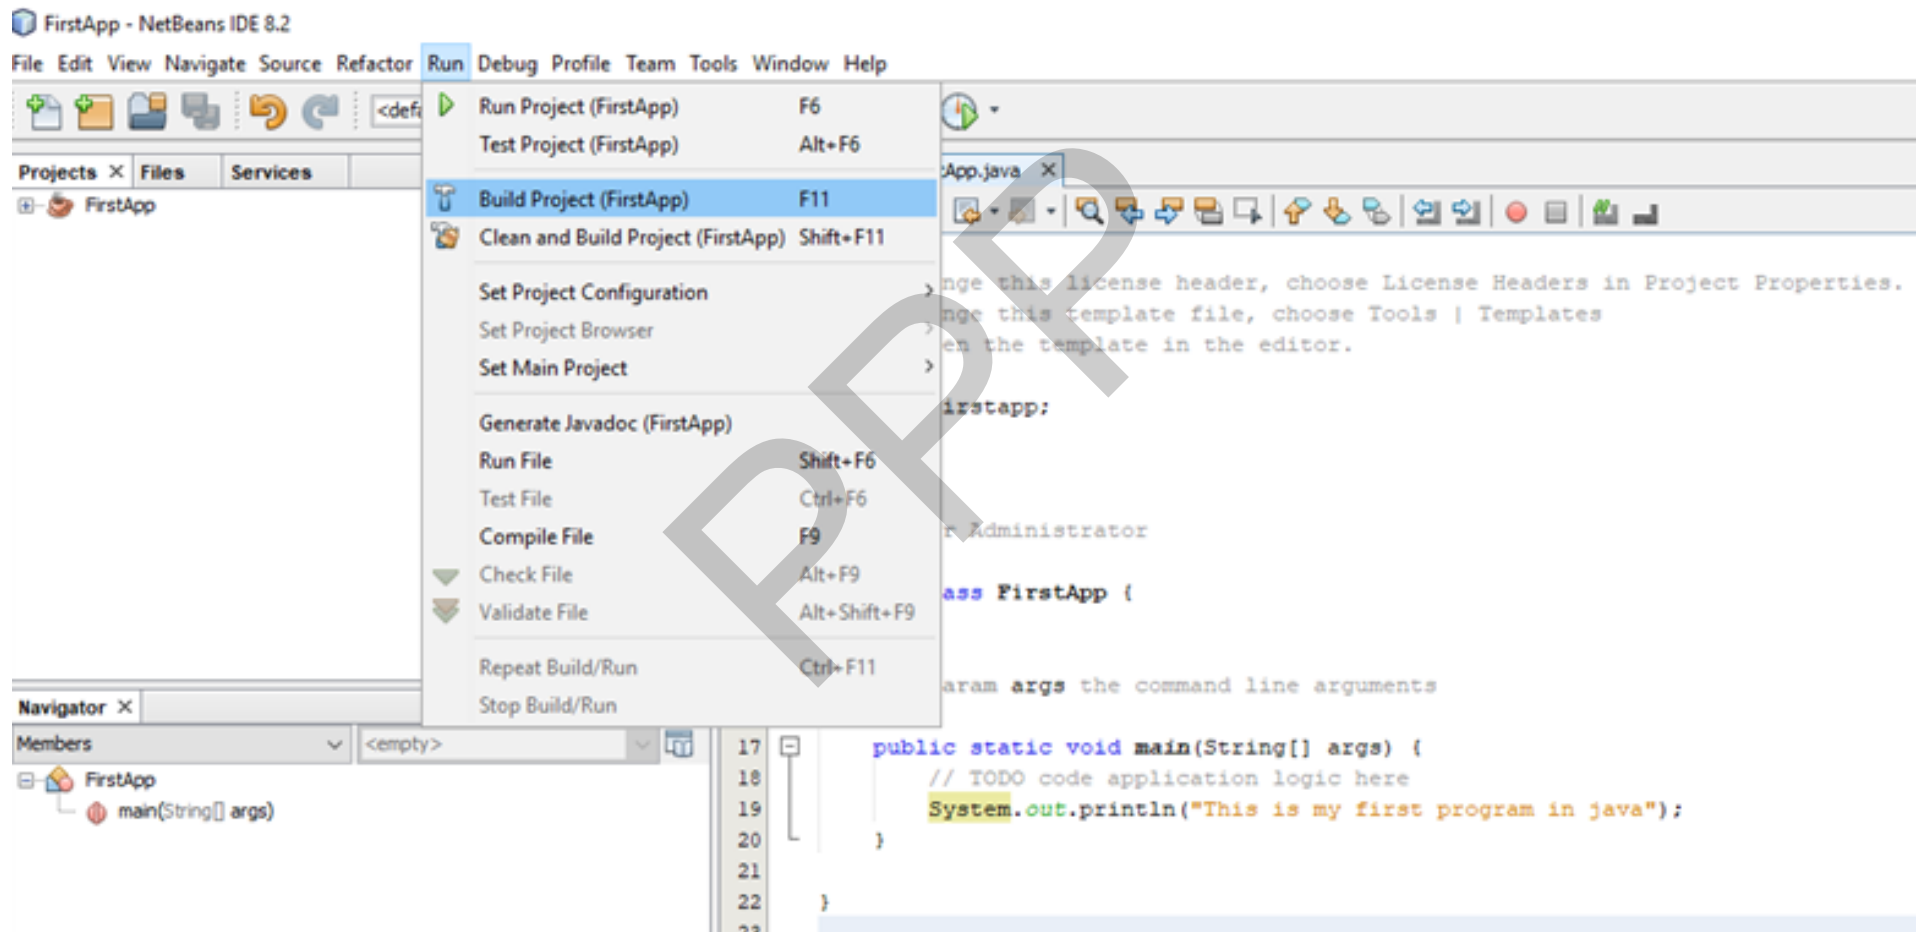 FirstApp - NetBeans IDE 8.2
File Edit View Navigate Source Refactor Run Debug Profile Team Tools Window Help
<defa
Run Project (FirstApp) F6
Test Project (FirstApp) Alt+F6
Build Project (FirstApp) F11
Clean and Build Project (FirstApp) Shift+F11
Set Project Configuration
Set Project Browser
Set Main Project
Generate Javadoc (FirstApp)
Run File Shift+F6
Test File Ctrl+F6
Compile File F9
Check File Alt+F9
Validate File Alt+Shift+F9
Repeat Build/Run Ctrl+F11
Stop Build/Run
Projects Files Services
FirstApp
App.java
nge this license header, choose License Headers in Project Properties.
nge this template file, choose Tools | Templates
en the template in the editor.
irstapp;
r Administrator
ass FirstApp {
aram args the command line arguments
17 public static void main(String[] args) {
18 // TODO code application logic here
19 System.out.println("This is my first program in java");
20 }
21
22 }
23
Navigator
Members <empty>
FirstApp
main(String[] args)
PPP